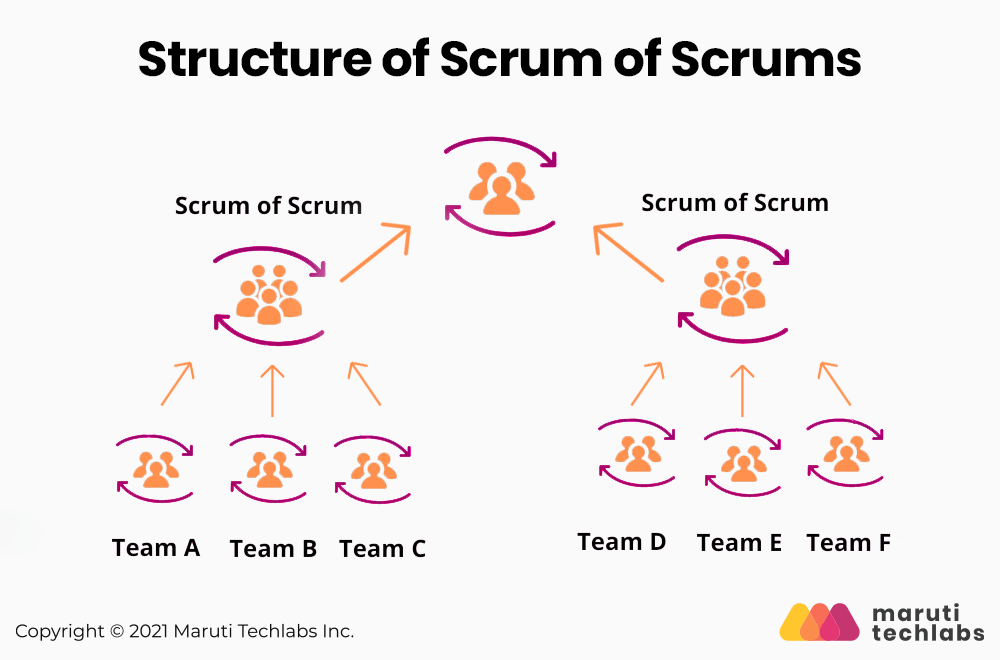 Structure of Scrum of Scrums
Scrum of Scrum
Scrum of Scrum
Team A
Team B
Team C
Team D
Team E
Team F
Copyright © 2021 Maruti Techlabs Inc.
maruti
techlabs